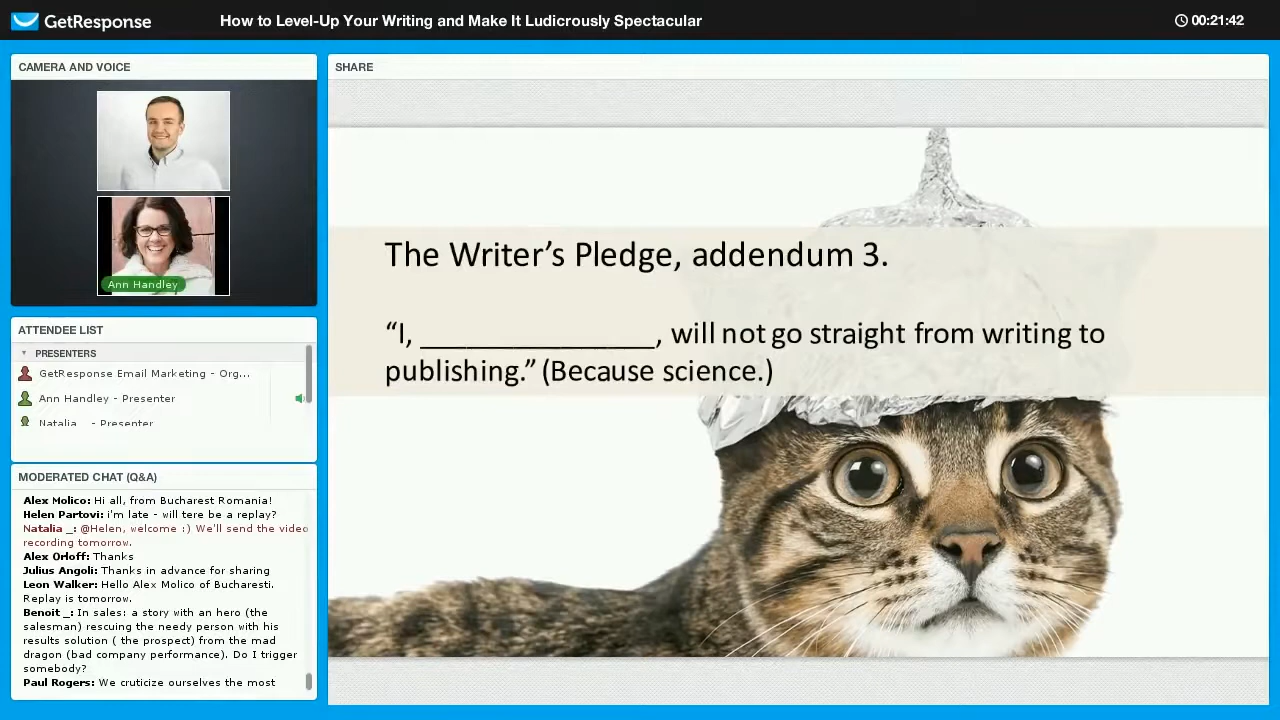 GetResponse
How to Level-Up Your Writing and Make It Ludicrously Spectacular
00:21:42
CAMERA AND VOICE
Ann Handley
ATTENDEE LIST
PRESENTERS
GetResponse Email Marketing - Org...
Ann Handley - Presenter
Natalia _ - Presenter
MODERATED CHAT (Q&A)
Alex Molico: Hi all, from Bucharest Romania!
Helen Partovi: i'm late - will tere be a replay?
Natalia _: @Helen, welcome :) We'll send the video
recording tomorrow.
Alex Orloff: Thanks
Julius Angoli: Thanks in advance for sharing
Leon Walker: Hello Alex Molico of Bucharesti.
Replay is tomorrow.
Benoit _: In sales: a story with an hero (the
salesman) rescuing the needy person with his
results solution ( the prospect) from the mad
dragon (bad company performance). Do I trigger
somebody?
Paul Rogers: We cruticize ourselves the most
SHARE
The Writer’s Pledge, addendum 3.
“I, _______________, will not go straight from writing to
publishing.” (Because science.)